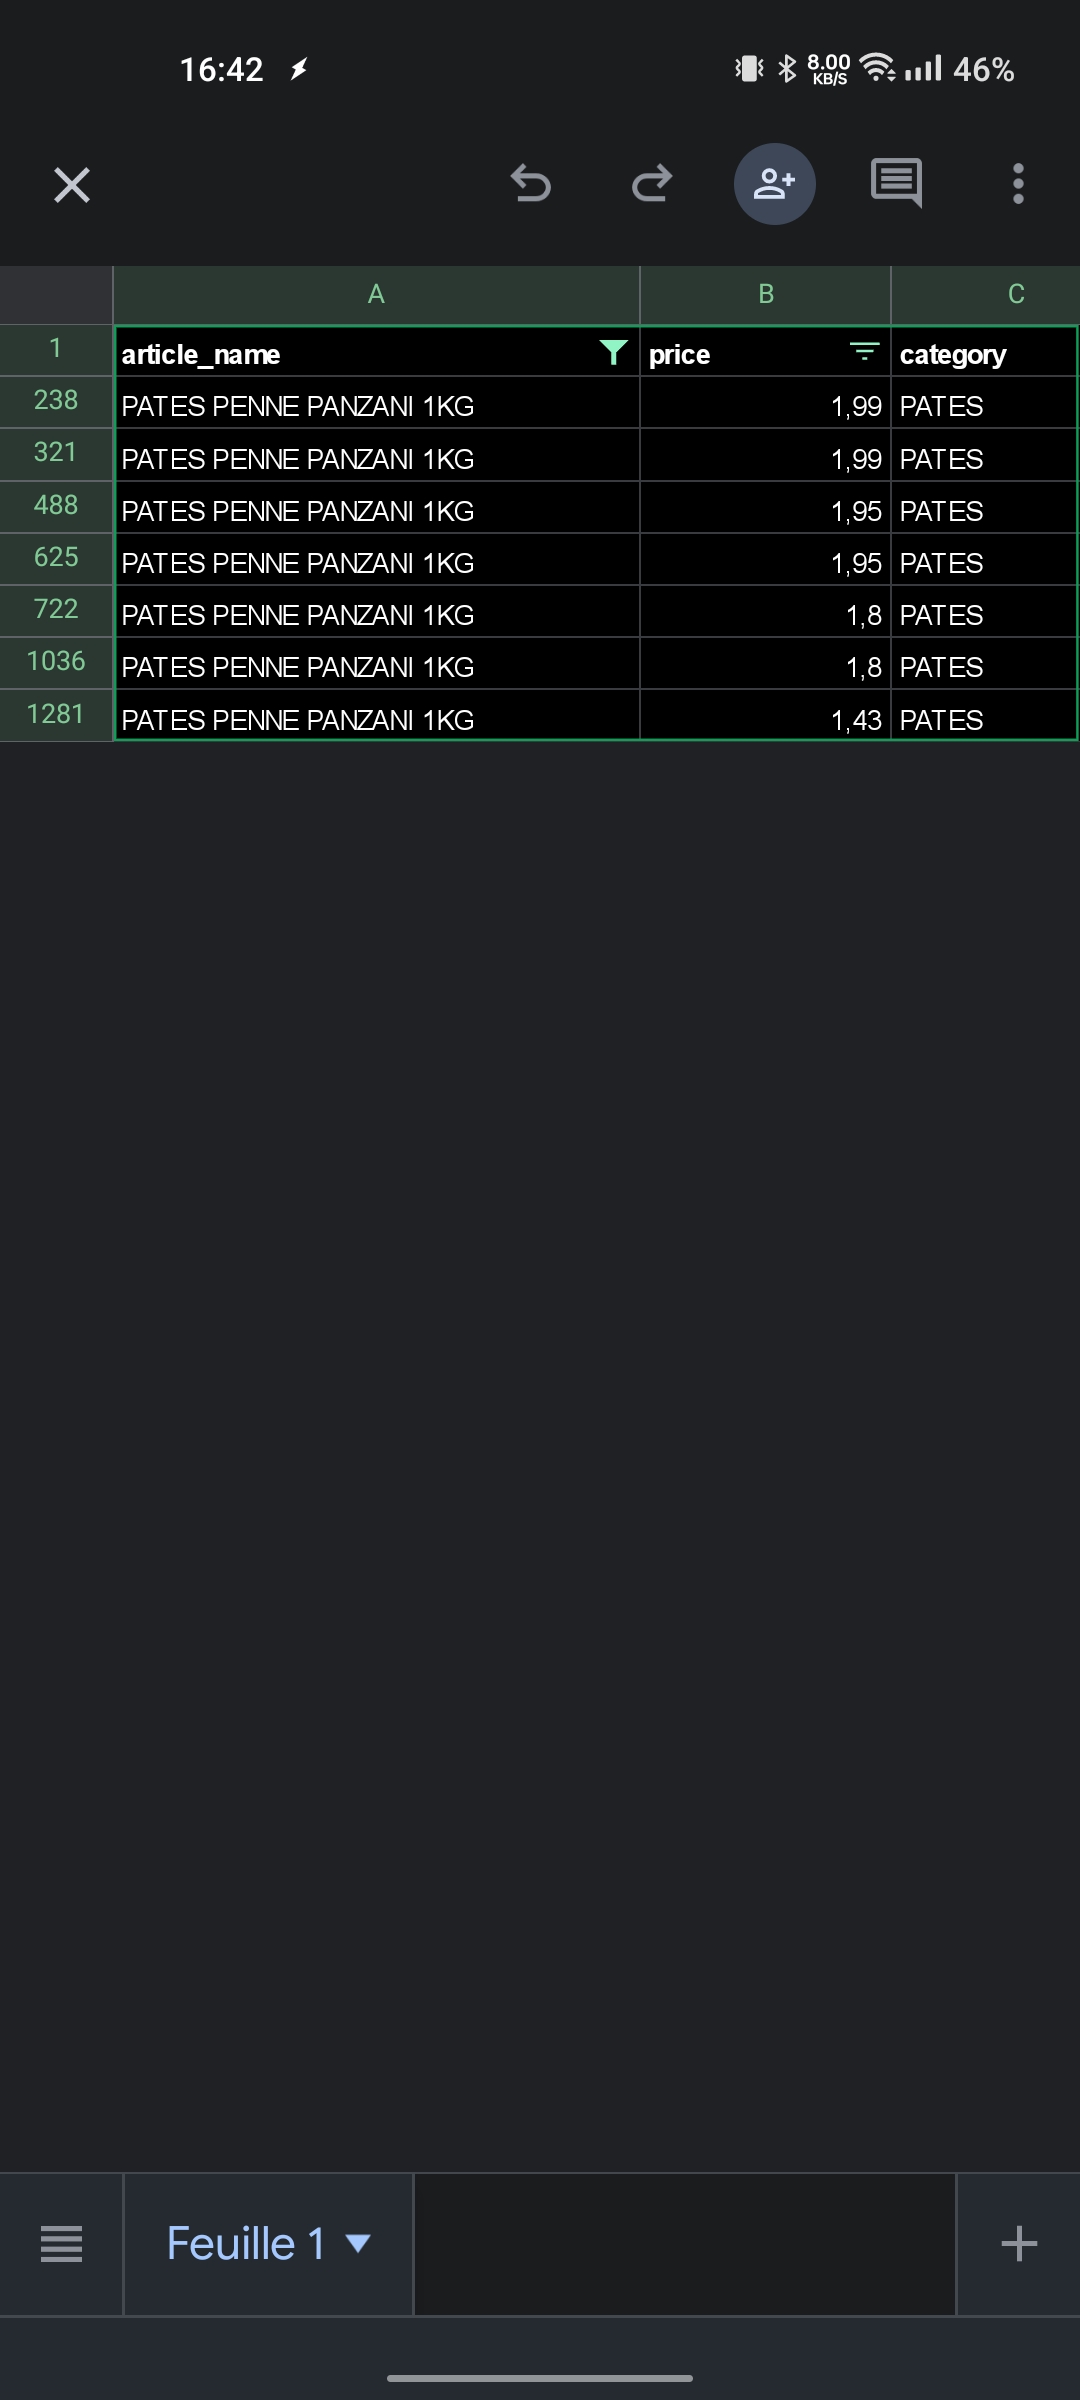 16:42 8.00 KB/S 46%
A B C
1 article_name price category
238 PATES PENNE PANZANI 1KG 1,99 PATES
321 PATES PENNE PANZANI 1KG 1,99 PATES
488 PATES PENNE PANZANI 1KG 1,95 PATES
625 PATES PENNE PANZANI 1KG 1,95 PATES
722 PATES PENNE PANZANI 1KG 1,8 PATES
1036 PATES PENNE PANZANI 1KG 1,8 PATES
1281 PATES PENNE PANZANI 1KG 1,43 PATES
Feuille 1